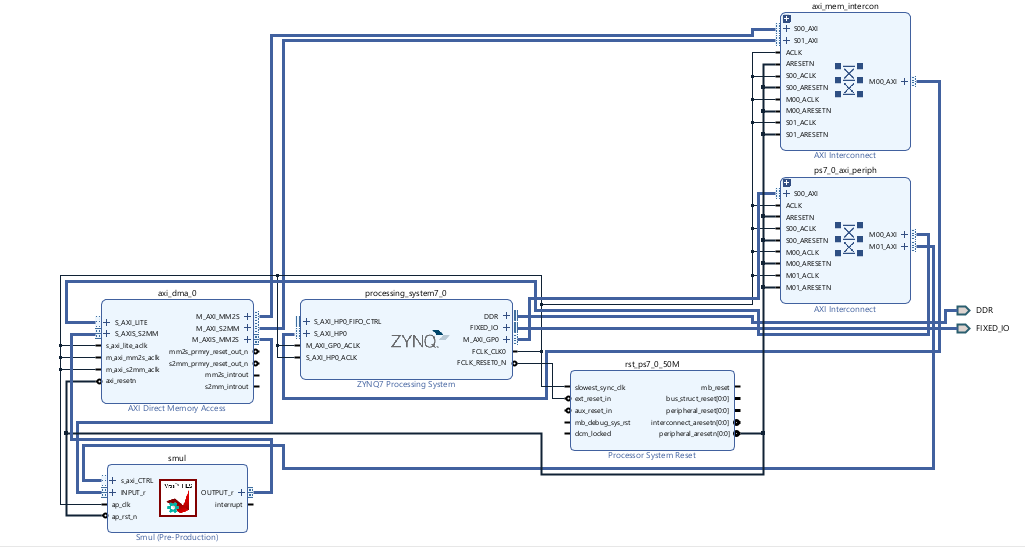 axi_mem_intercon
S00_AXI
S01_AXI
ACLK
ARESETN
S00_ACLK
S00_ARESETN
M00_ACLK
M00_ARESETN
S01_ACLK
S01_ARESETN
M00_AXI
AXI Interconnect
ps7_0_axi_periph
S00_AXI
ACLK
ARESETN
S00_ACLK
S00_ARESETN
M00_ACLK
M00_ARESETN
M01_ACLK
M01_ARESETN
M00_AXI
M01_AXI
AXI Interconnect
DDR
FIXED_IO
axi_dma_0
S_AXI_LITE
S_AXIS_S2MM
s_axi_lite_aclk
m_axi_mm2s_aclk
m_axi_s2mm_aclk
axi_resetn
M_AXI_MM2S
M_AXI_S2MM
M_AXIS_MM2S
mm2s_prmry_reset_out_n
s2mm_prmry_reset_out_n
mm2s_introut
s2mm_introut
AXI Direct Memory Access
processing_system7_0
S_AXI_HP0_FIFO_CTRL
S_AXI_HP0
M_AXI_GP0_ACLK
S_AXI_HP0_ACLK
ZYNQ
DDR
FIXED_IO
M_AXI_GP0
FCLK_CLK0
FCLK_RESET0_N
ZYNQ7 Processing System
rst_ps7_0_50M
slowest_sync_clk
ext_reset_in
aux_reset_in
mb_debug_sys_rst
dcm_locked
mb_reset
bus_struct_reset[0:0]
peripheral_reset[0:0]
interconnect_aresetn[0:0]
peripheral_aresetn[0:0]
Processor System Reset
smul
s_axi_CTRL
INPUT_r
ap_clk
ap_rst_n
OUTPUT_r
interrupt
Smul (Pre-Production)